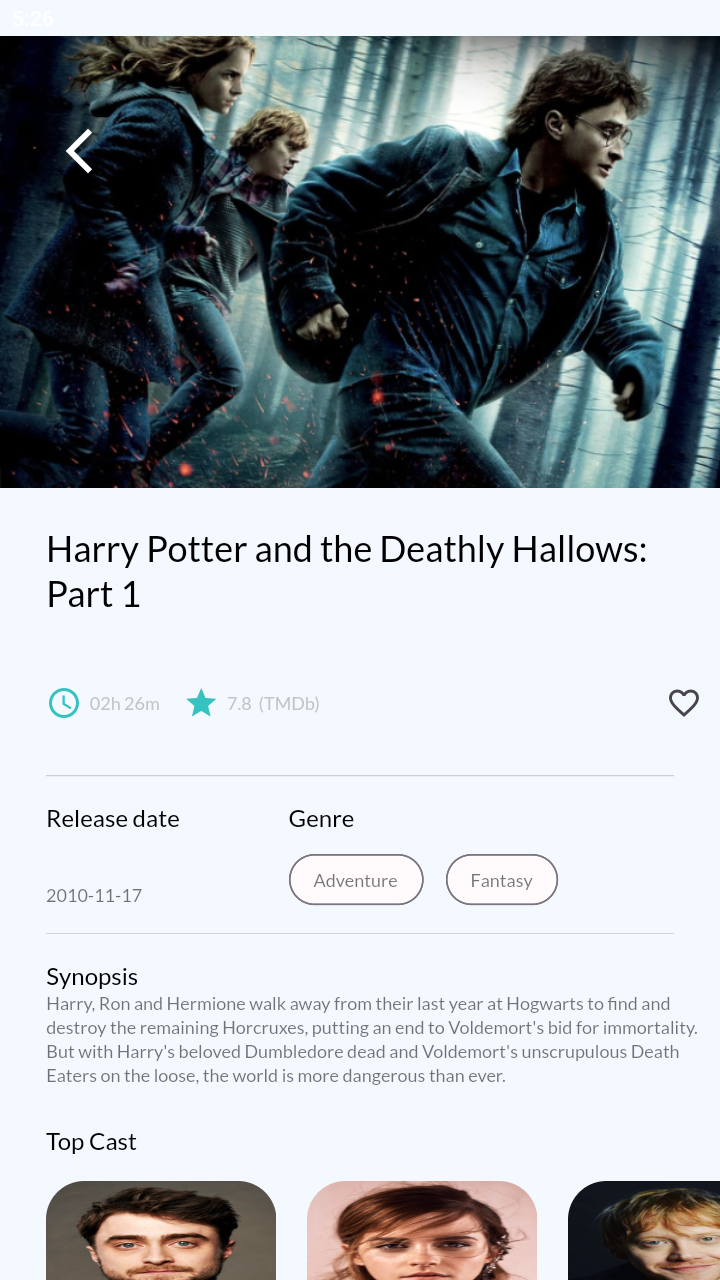 5:26
Harry Potter and the Deathly Hallows:
Part 1
02h 26m 7.8 (TMDb)
Release date Genre
Adventure Fantasy
2010-11-17
Synopsis
Harry, Ron and Hermione walk away from their last year at Hogwarts to find and
destroy the remaining Horcruxes, putting an end to Voldemort's bid for immortality.
But with Harry's beloved Dumbledore dead and Voldemort's unscrupulous Death
Eaters on the loose, the world is more dangerous than ever.
Top Cast